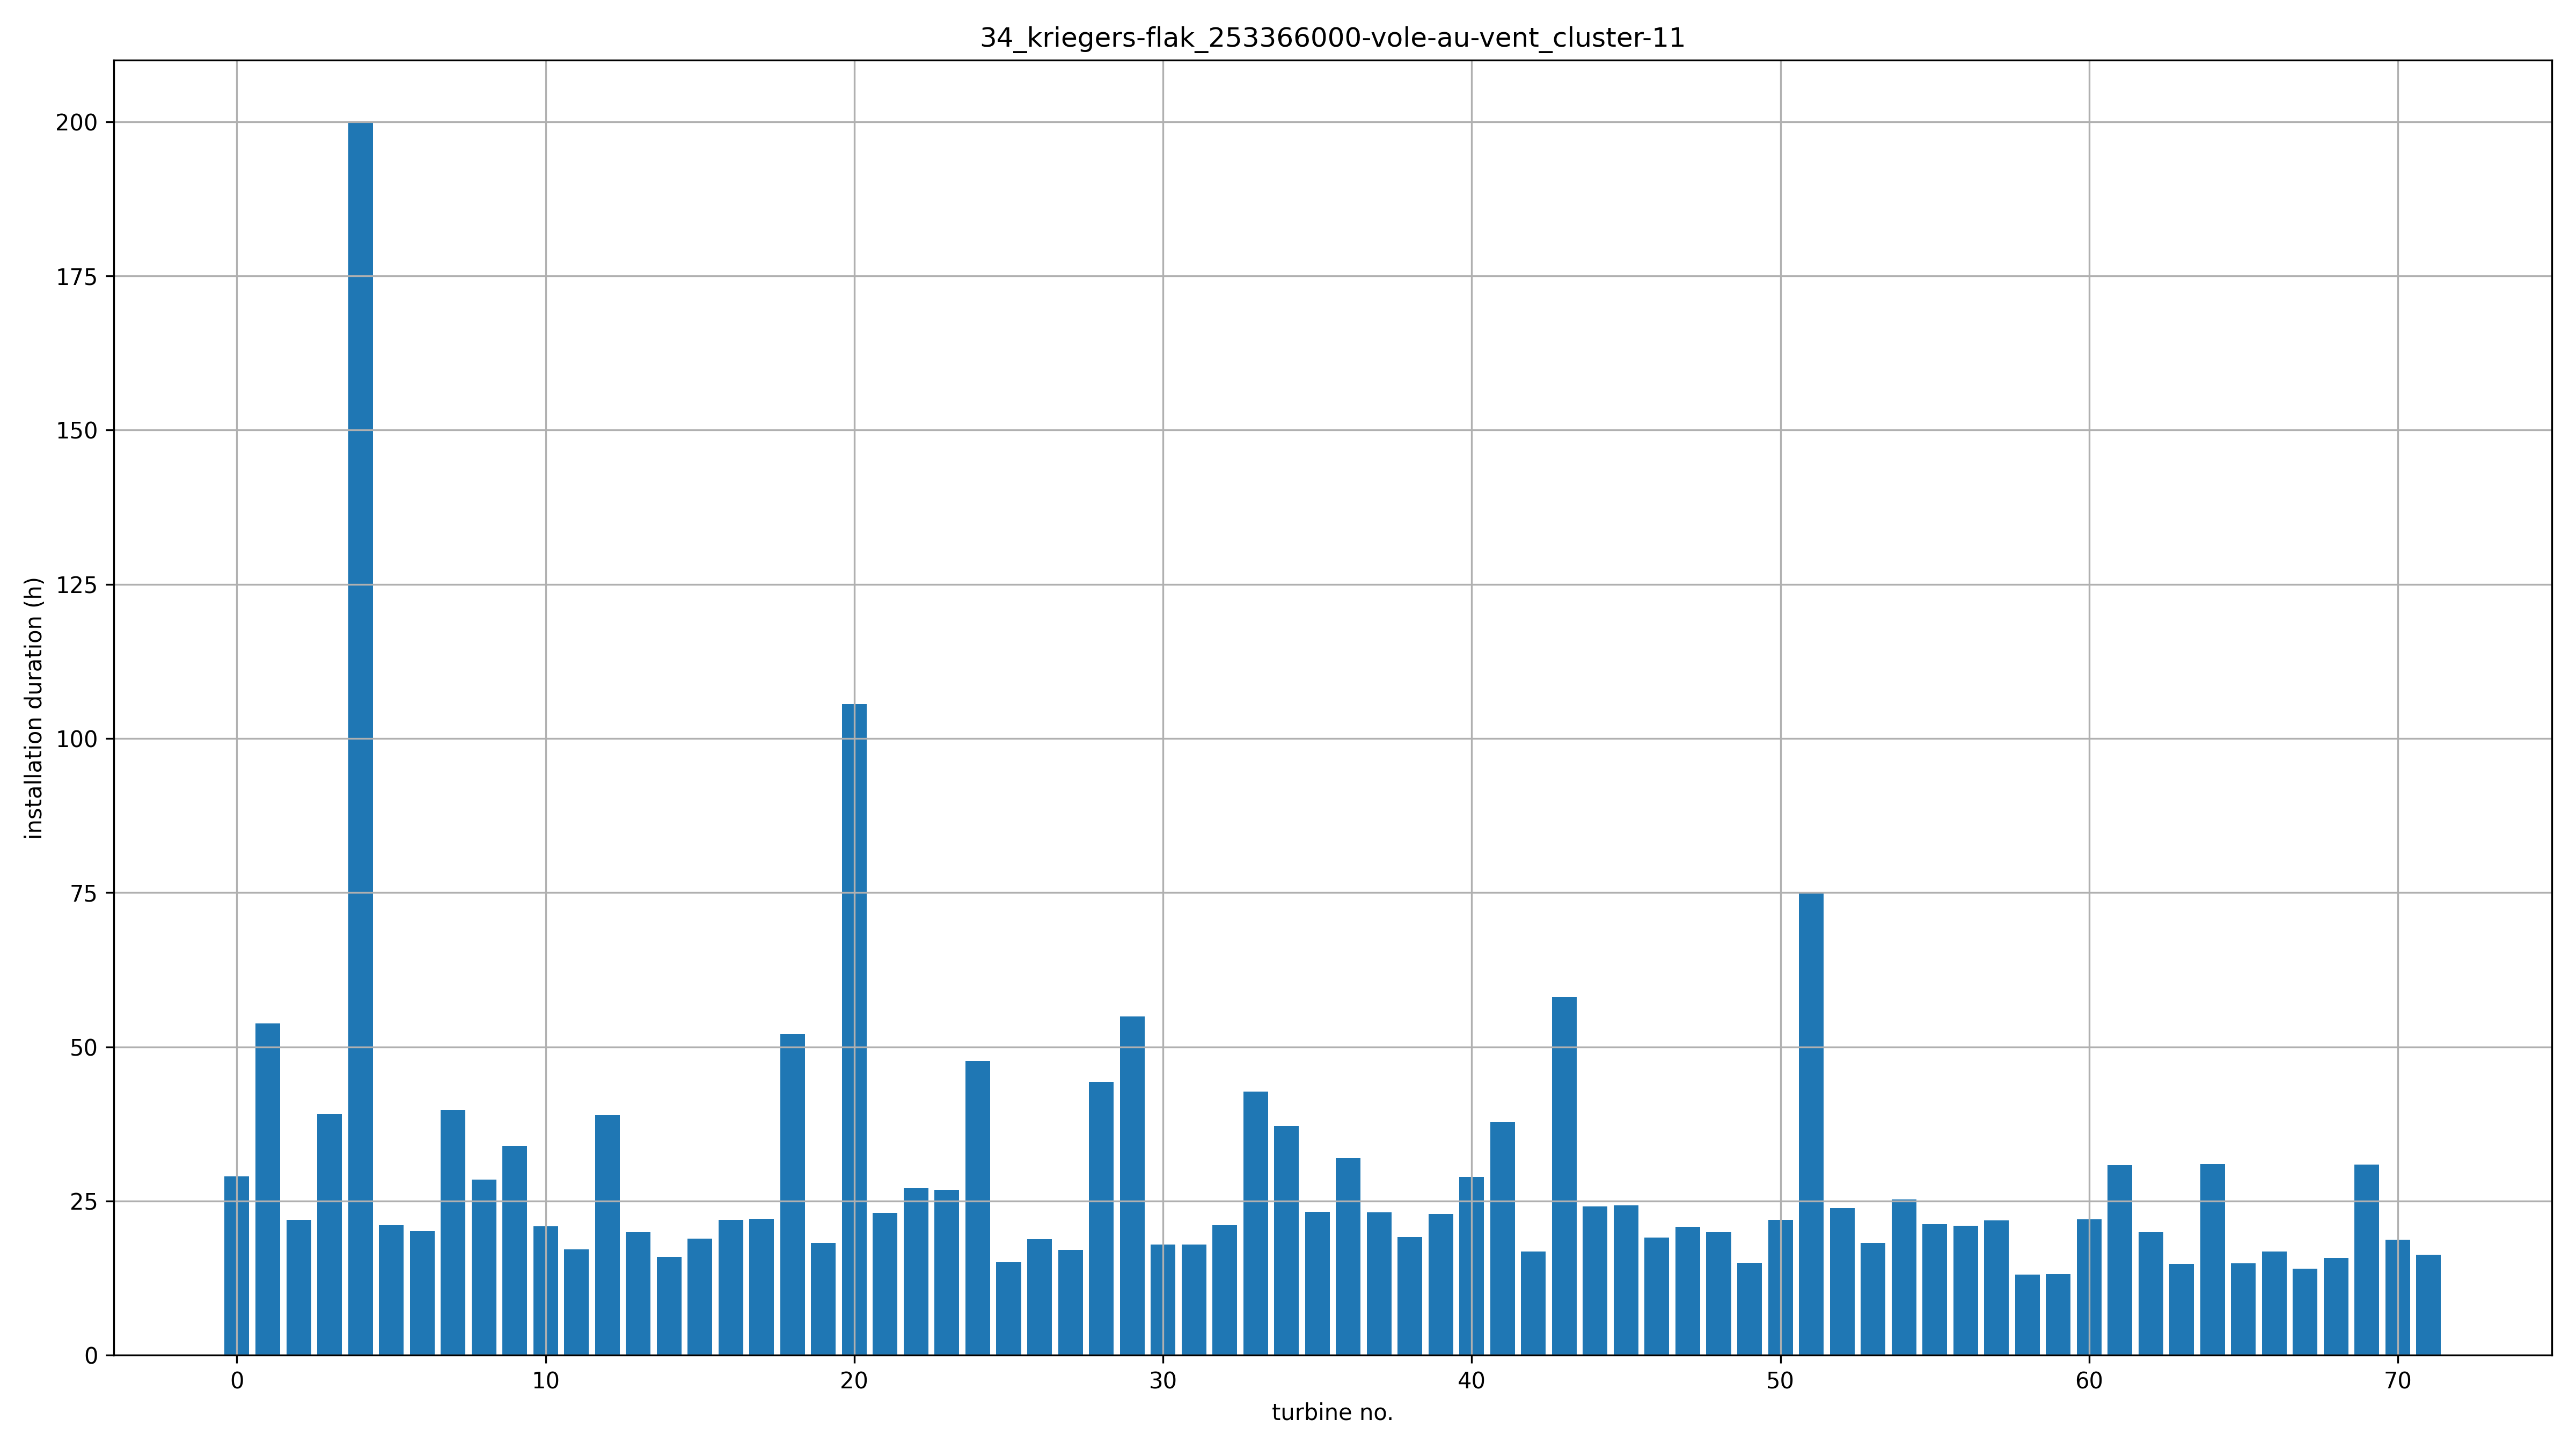 34_kriegers-flak_253366000-vole-au-vent_cluster-11
200
175
150
125
100
75
50
25
0
installation duration (h)
0 10 20 30 40 50 60 70
turbine no.